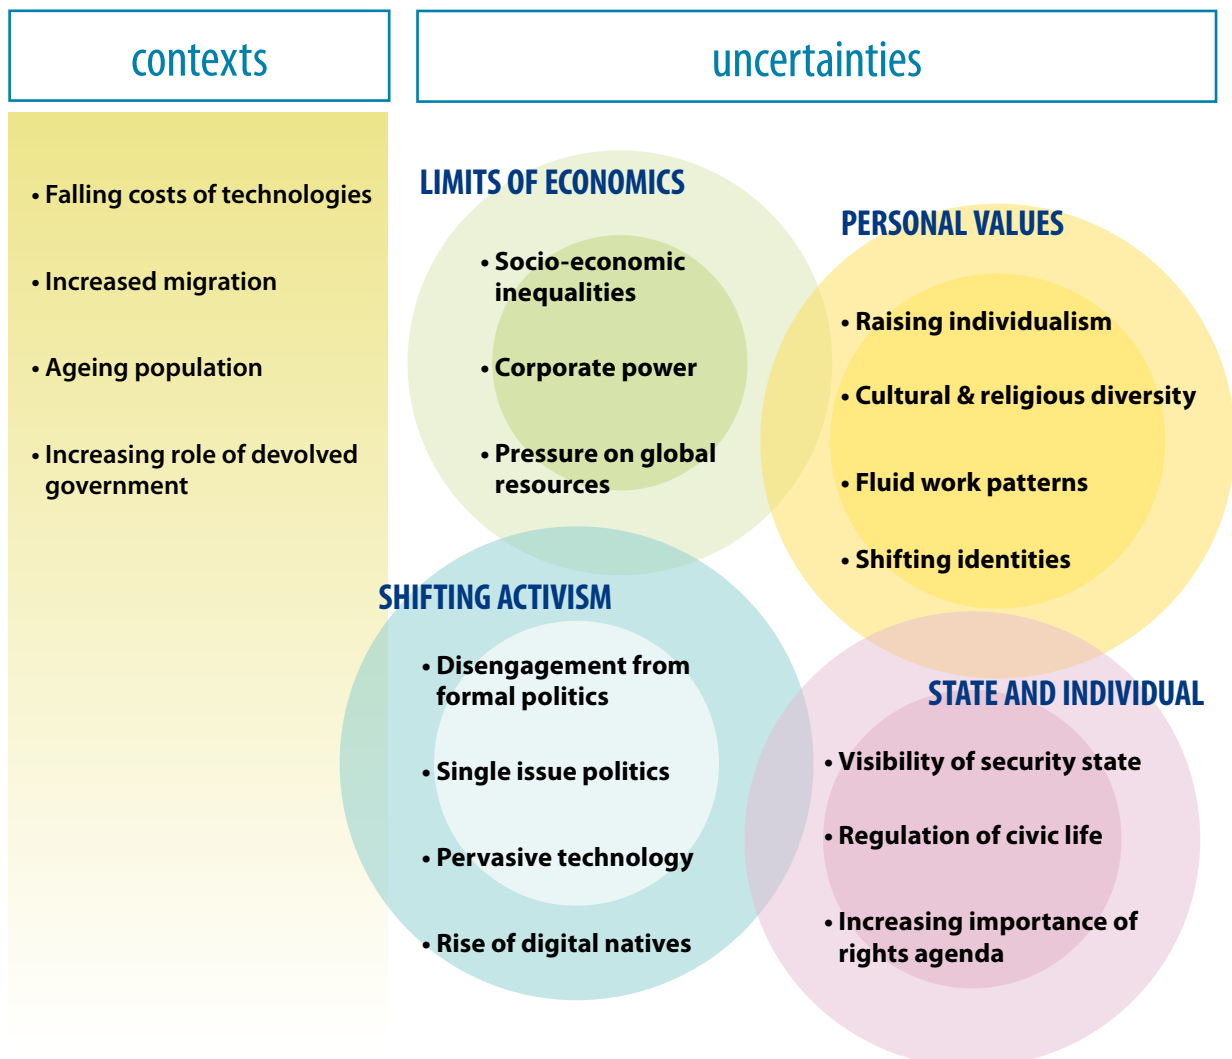 contexts
uncertainties
• Falling costs of technologies
• Increased migration
• Ageing population
• Increasing role of devolved
government
LIMITS OF ECONOMICS
• Socio-economic
inequalities
• Corporate power
• Pressure on global
resources
PERSONAL VALUES
• Raising individualism
• Cultural & religious diversity
• Fluid work patterns
• Shifting identities
SHIFTING ACTIVISM
• Disengagement from
formal politics
• Single issue politics
• Pervasive technology
• Rise of digital natives
STATE AND INDIVIDUAL
• Visibility of security state
• Regulation of civic life
• Increasing importance of
rights agenda